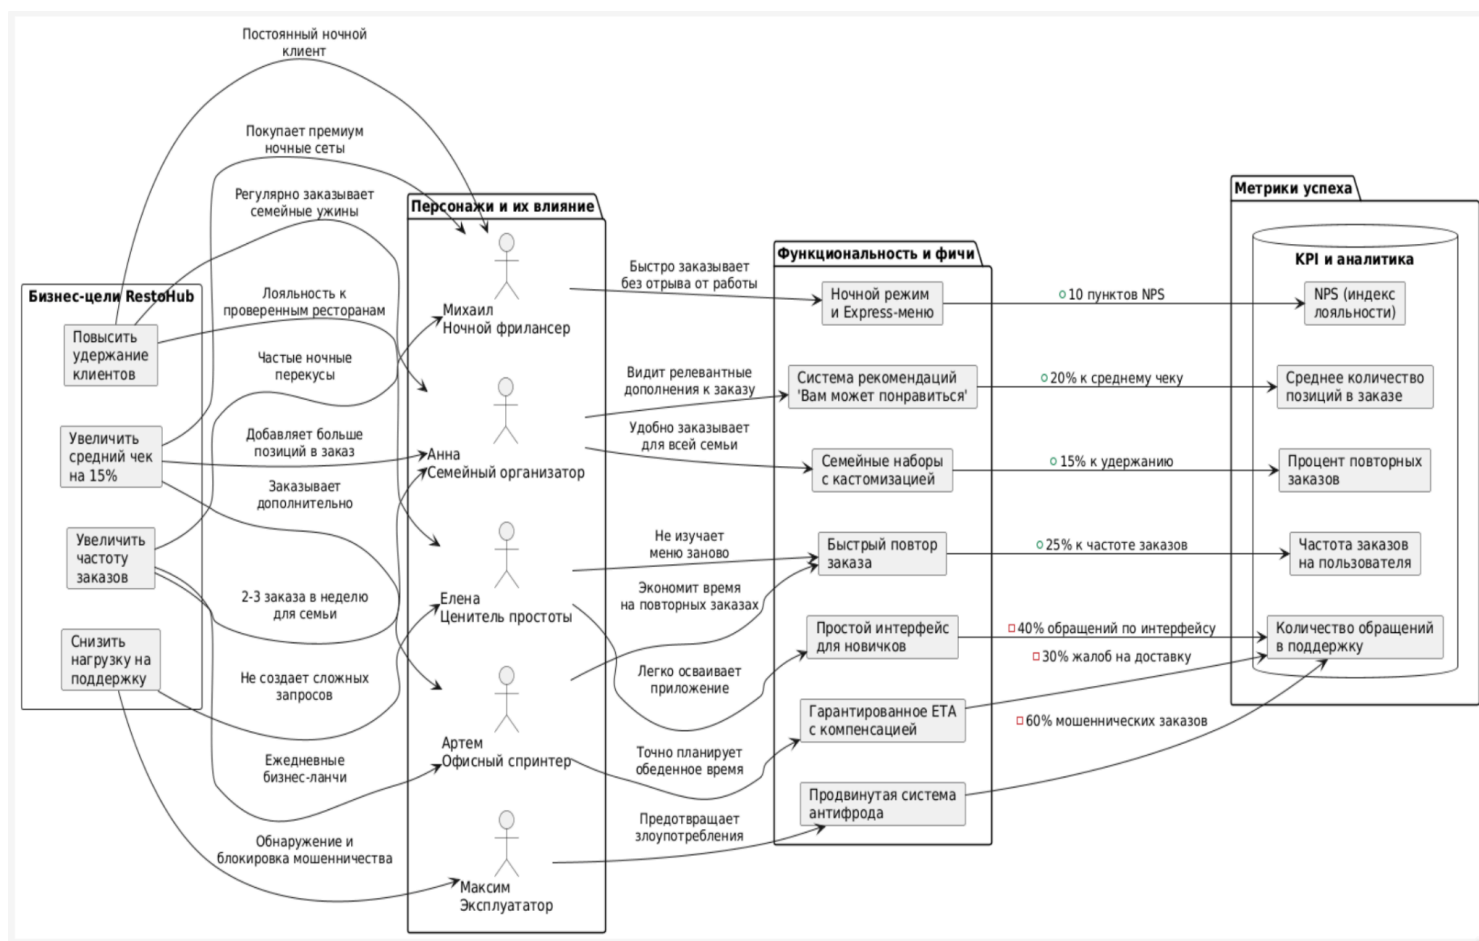 Постоянный ночной
клиент
Покупает премиум
ночные сеты
Регулярно заказывает
семейные ужины
Лояльность к
проверенным ресторанам
Частые ночные
перекусы
Добавляет больше
позиций в заказ
Заказывает
дополнительно
2-3 заказа в неделю
для семьи
Не создает сложных
запросов
Ежедневные
бизнес-ланчи
Обнаружение и
блокировка мошенничества
Бизнес-цели RestoHub
Повысить
удержание
клиентов
Увеличить
средний чек
на 15%
Увеличить
частоту
заказов
Снизить
нагрузку на
поддержку
Персонажи и их влияние
Михаил
Ночной фрилансер
Анна
Семейный организатор
Елена
Ценитель простоты
Артем
Офисный спринтер
Максим
Эксплуататор
Быстро заказывает
без отрыва от работы
Видит релевантные
дополнения к заказу
Удобно заказывает
для всей семьи
Не изучает
меню заново
Экономит время
на повторных заказах
Легко осваивает
приложение
Точно планирует
обеденное время
Предотвращает
злоупотребления
Функциональность и фичи
Ночной режим
и Express-меню
Система рекомендаций
'Вам может понравиться'
Семейные наборы
с кастомизацией
Быстрый повтор
заказа
Простой интерфейс
для новичков
Гарантированное ETA
с компенсацией
Продвинутая система
антифрода
10 пунктов NPS
20% к среднему чеку
15% к удержанию
25% к частоте заказов
40% обращений по интерфейсу
30% жалоб на доставку
60% мошеннических заказов
Метрики успеха
KPI и аналитика
NPS (индекс
лояльности)
Среднее количество
позиций в заказе
Процент повторных
заказов
Частота заказов
на пользователя
Количество обращений
в поддержку